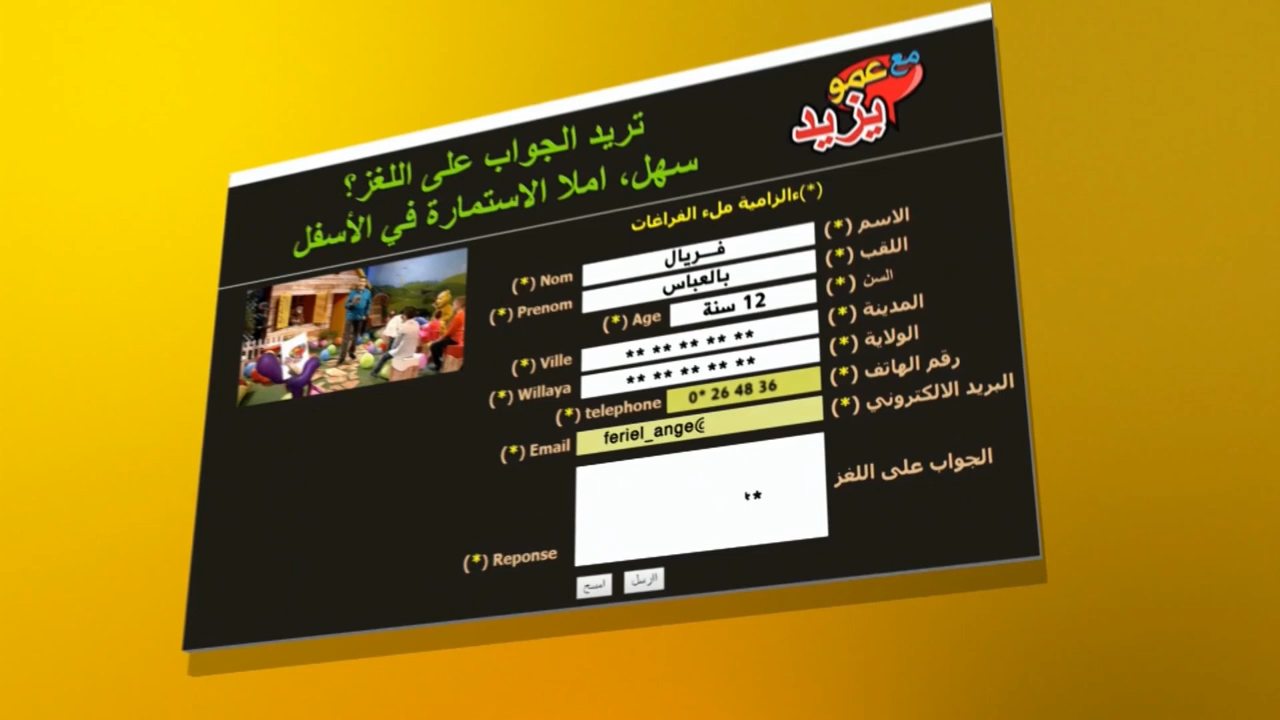 مع عمو يزيد
تريد الجواب على اللغز؟
سهل، املا الاستمارة في الأسفل
(*)ءالزامية ملء الفراغات
الاسم (*) فـريال Nom (*)
اللقب (*) بالعباس Prenom (*)
السن (*) 12 سنة Age (*)
المدينة (*) ** ** ** ** ** Ville (*)
الولاية (*) ** ** ** ** ** Willaya (*)
رقم الهاتف (*) 0* 26 48 36 telephone (*)
البريد الالكتروني (*) feriel_ange@ Email (*)
الجواب على اللغز
Reponse (*)
امسح ارسل